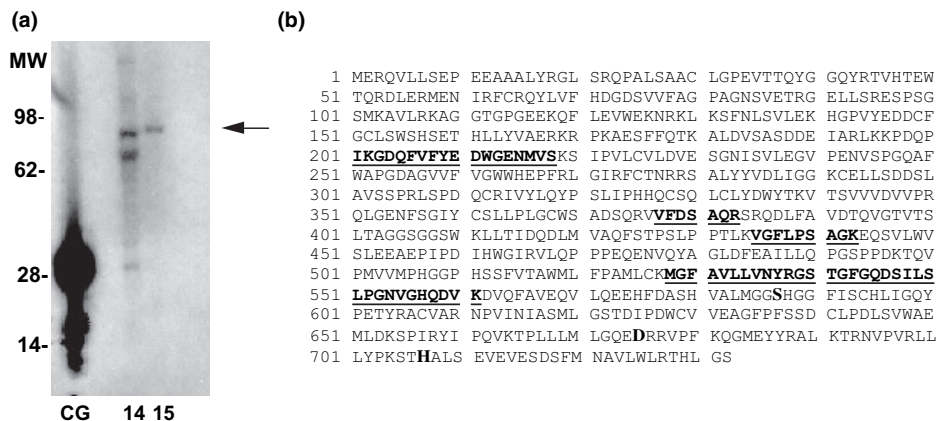 (a)
MW
98-
62-
28-
14-
CG 14 15
(b)
1 MERQVLLSEP EEAAALYRGL SRQPALSAAC LGPEVTTQYG GQYRTVHTEW
51 TQRDLERMEN IRFCRQYLVF HDGDSVVFAG PAGNSVETRG ELLSRESPSG
101 SMKAVLRKAG GTGPGEEKQF LEVWEKNRKL KSFNLSVLEK HGPVYEDDCF
151 GCLSWSHSET HLLYVAERKR PKAESFFQTK ALDVSASDDE IARLKKPDQP
201 IKGDQFVFYE DWGENMVSKS IPVLCVLDVE SGNISVLEGV PENVSPGQAF
251 WAPGDAGVVF VGWWHEPFRL GIRFCTNRRS ALYYVDLIGG KCELLSDDSL
301 AVSSPRLSPD QCRIVYLQYP SLIPHHQCSQ LCLYDWYTKV TSVVVDVVPR
351 QLGENFSGIY CSLLPLGCWS ADSQRVVFDS AQRSRQDLFA VDTQVGTVTS
401 LTAGGSGGSW KLLTIDQDLM VAQFSTPSLP PTLKVGFLPS AGKEQSVLWV
451 SLEEAEPIPD IHWGIRVLQP PPEQENVQYA GLDFEAILLQ PGSPPDKTQV
501 PMVVMPHGGP HSSFVTAWML FPAMLCKMGF AVLLVNYRGS TGFGQDSILS
551 LPGNVGHQDV KDVQFAVEQV LQEEHFDASH VALMGGSHGG FISCHLIGQY
601 PETYRACVAR NPVINIASML GSTDIPDWCV VEAGFPFSSD CLPDLSVWAE
651 MLDKSPIRYI PQVKTPLLLM LGQEDRRVPF KQGMEYYRAL KTRNVPVRLL
701 LYPKSTHALS EVEVESDSFM NAVLWLRTHL GS